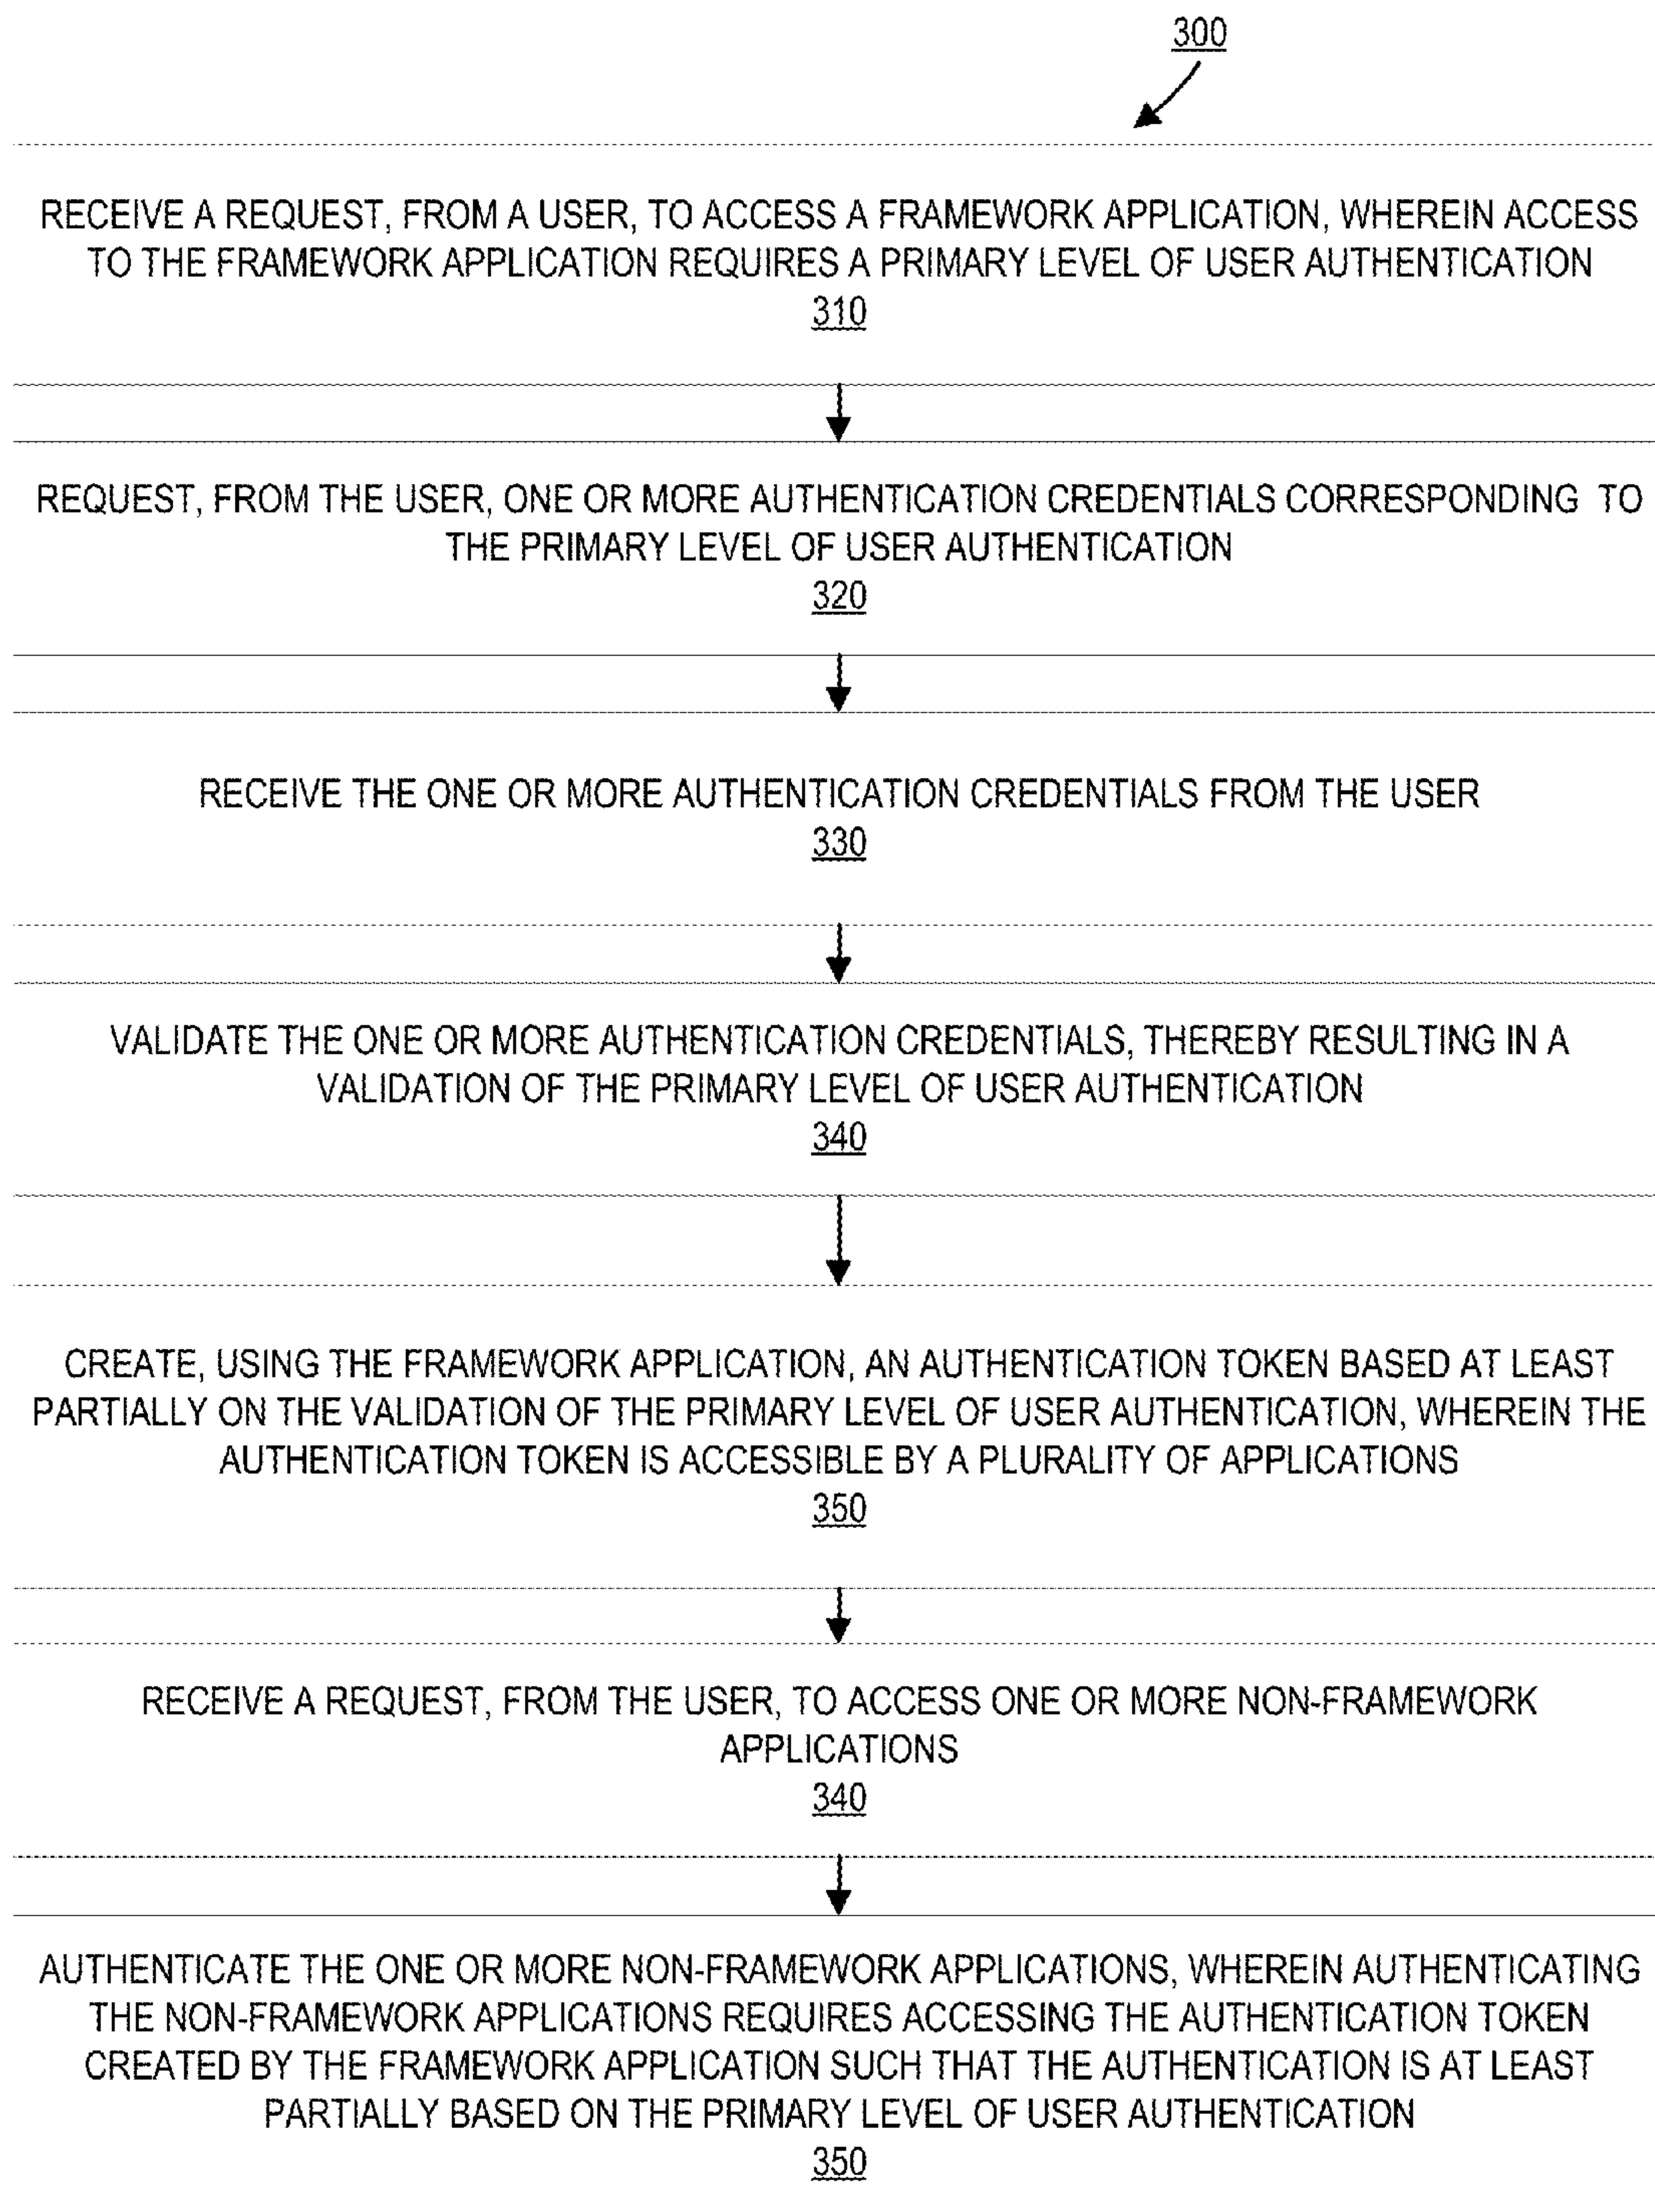 300
RECEIVE A REQUEST, FROM A USER, TO ACCESS A FRAMEWORK APPLICATION, WHEREIN ACCESS
TO THE FRAMEWORK APPLICATION REQUIRES A PRIMARY LEVEL OF USER AUTHENTICATION
310
REQUEST, FROM THE USER, ONE OR MORE AUTHENTICATION CREDENTIALS CORRESPONDING TO
THE PRIMARY LEVEL OF USER AUTHENTICATION
320
RECEIVE THE ONE OR MORE AUTHENTICATION CREDENTIALS FROM THE USER
330
VALIDATE THE ONE OR MORE AUTHENTICATION CREDENTIALS, THEREBY RESULTING IN A
VALIDATION OF THE PRIMARY LEVEL OF USER AUTHENTICATION
340
CREATE, USING THE FRAMEWORK APPLICATION, AN AUTHENTICATION TOKEN BASED AT LEAST
PARTIALLY ON THE VALIDATION OF THE PRIMARY LEVEL OF USER AUTHENTICATION, WHEREIN THE
AUTHENTICATION TOKEN IS ACCESSIBLE BY A PLURALITY OF APPLICATIONS
350
RECEIVE A REQUEST, FROM THE USER, TO ACCESS ONE OR MORE NON-FRAMEWORK
APPLICATIONS
340
AUTHENTICATE THE ONE OR MORE NON-FRAMEWORK APPLICATIONS, WHEREIN AUTHENTICATING
THE NON-FRAMEWORK APPLICATIONS REQUIRES ACCESSING THE AUTHENTICATION TOKEN
CREATED BY THE FRAMEWORK APPLICATION SUCH THAT THE AUTHENTICATION IS AT LEAST
PARTIALLY BASED ON THE PRIMARY LEVEL OF USER AUTHENTICATION
350